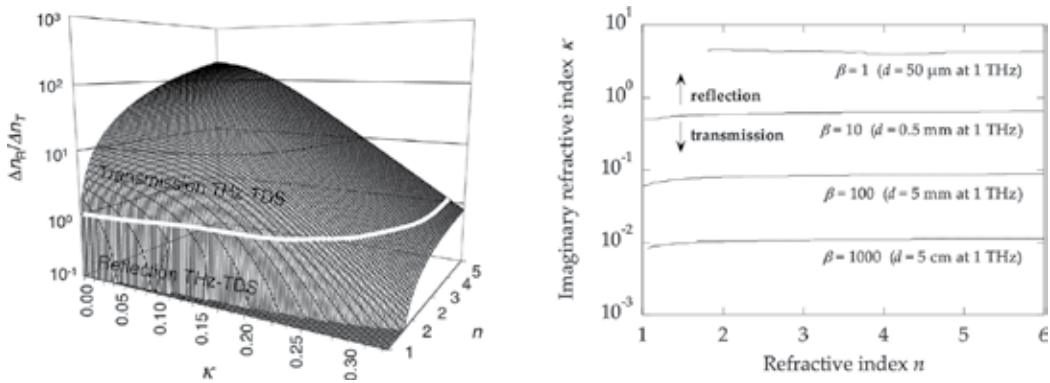 10³
10²
10¹
10⁰
10⁻¹
Δn_R/Δn_T
Transmission THz-TDS
Reflection THz-TDS
0.00
0.05
0.10
0.15
0.20
0.25
0.30
κ
1
2
2
3
4
5
n
Imaginary refractive index κ
10¹
10⁰
10⁻¹
10⁻²
10⁻³
β = 1 (d = 50 μm at 1 THz)
reflection
β = 10 (d = 0.5 mm at 1 THz)
transmission
β = 100 (d = 5 mm at 1 THz)
β = 1000 (d = 5 cm at 1 THz)
1
2
3
4
5
6
Refractive index n